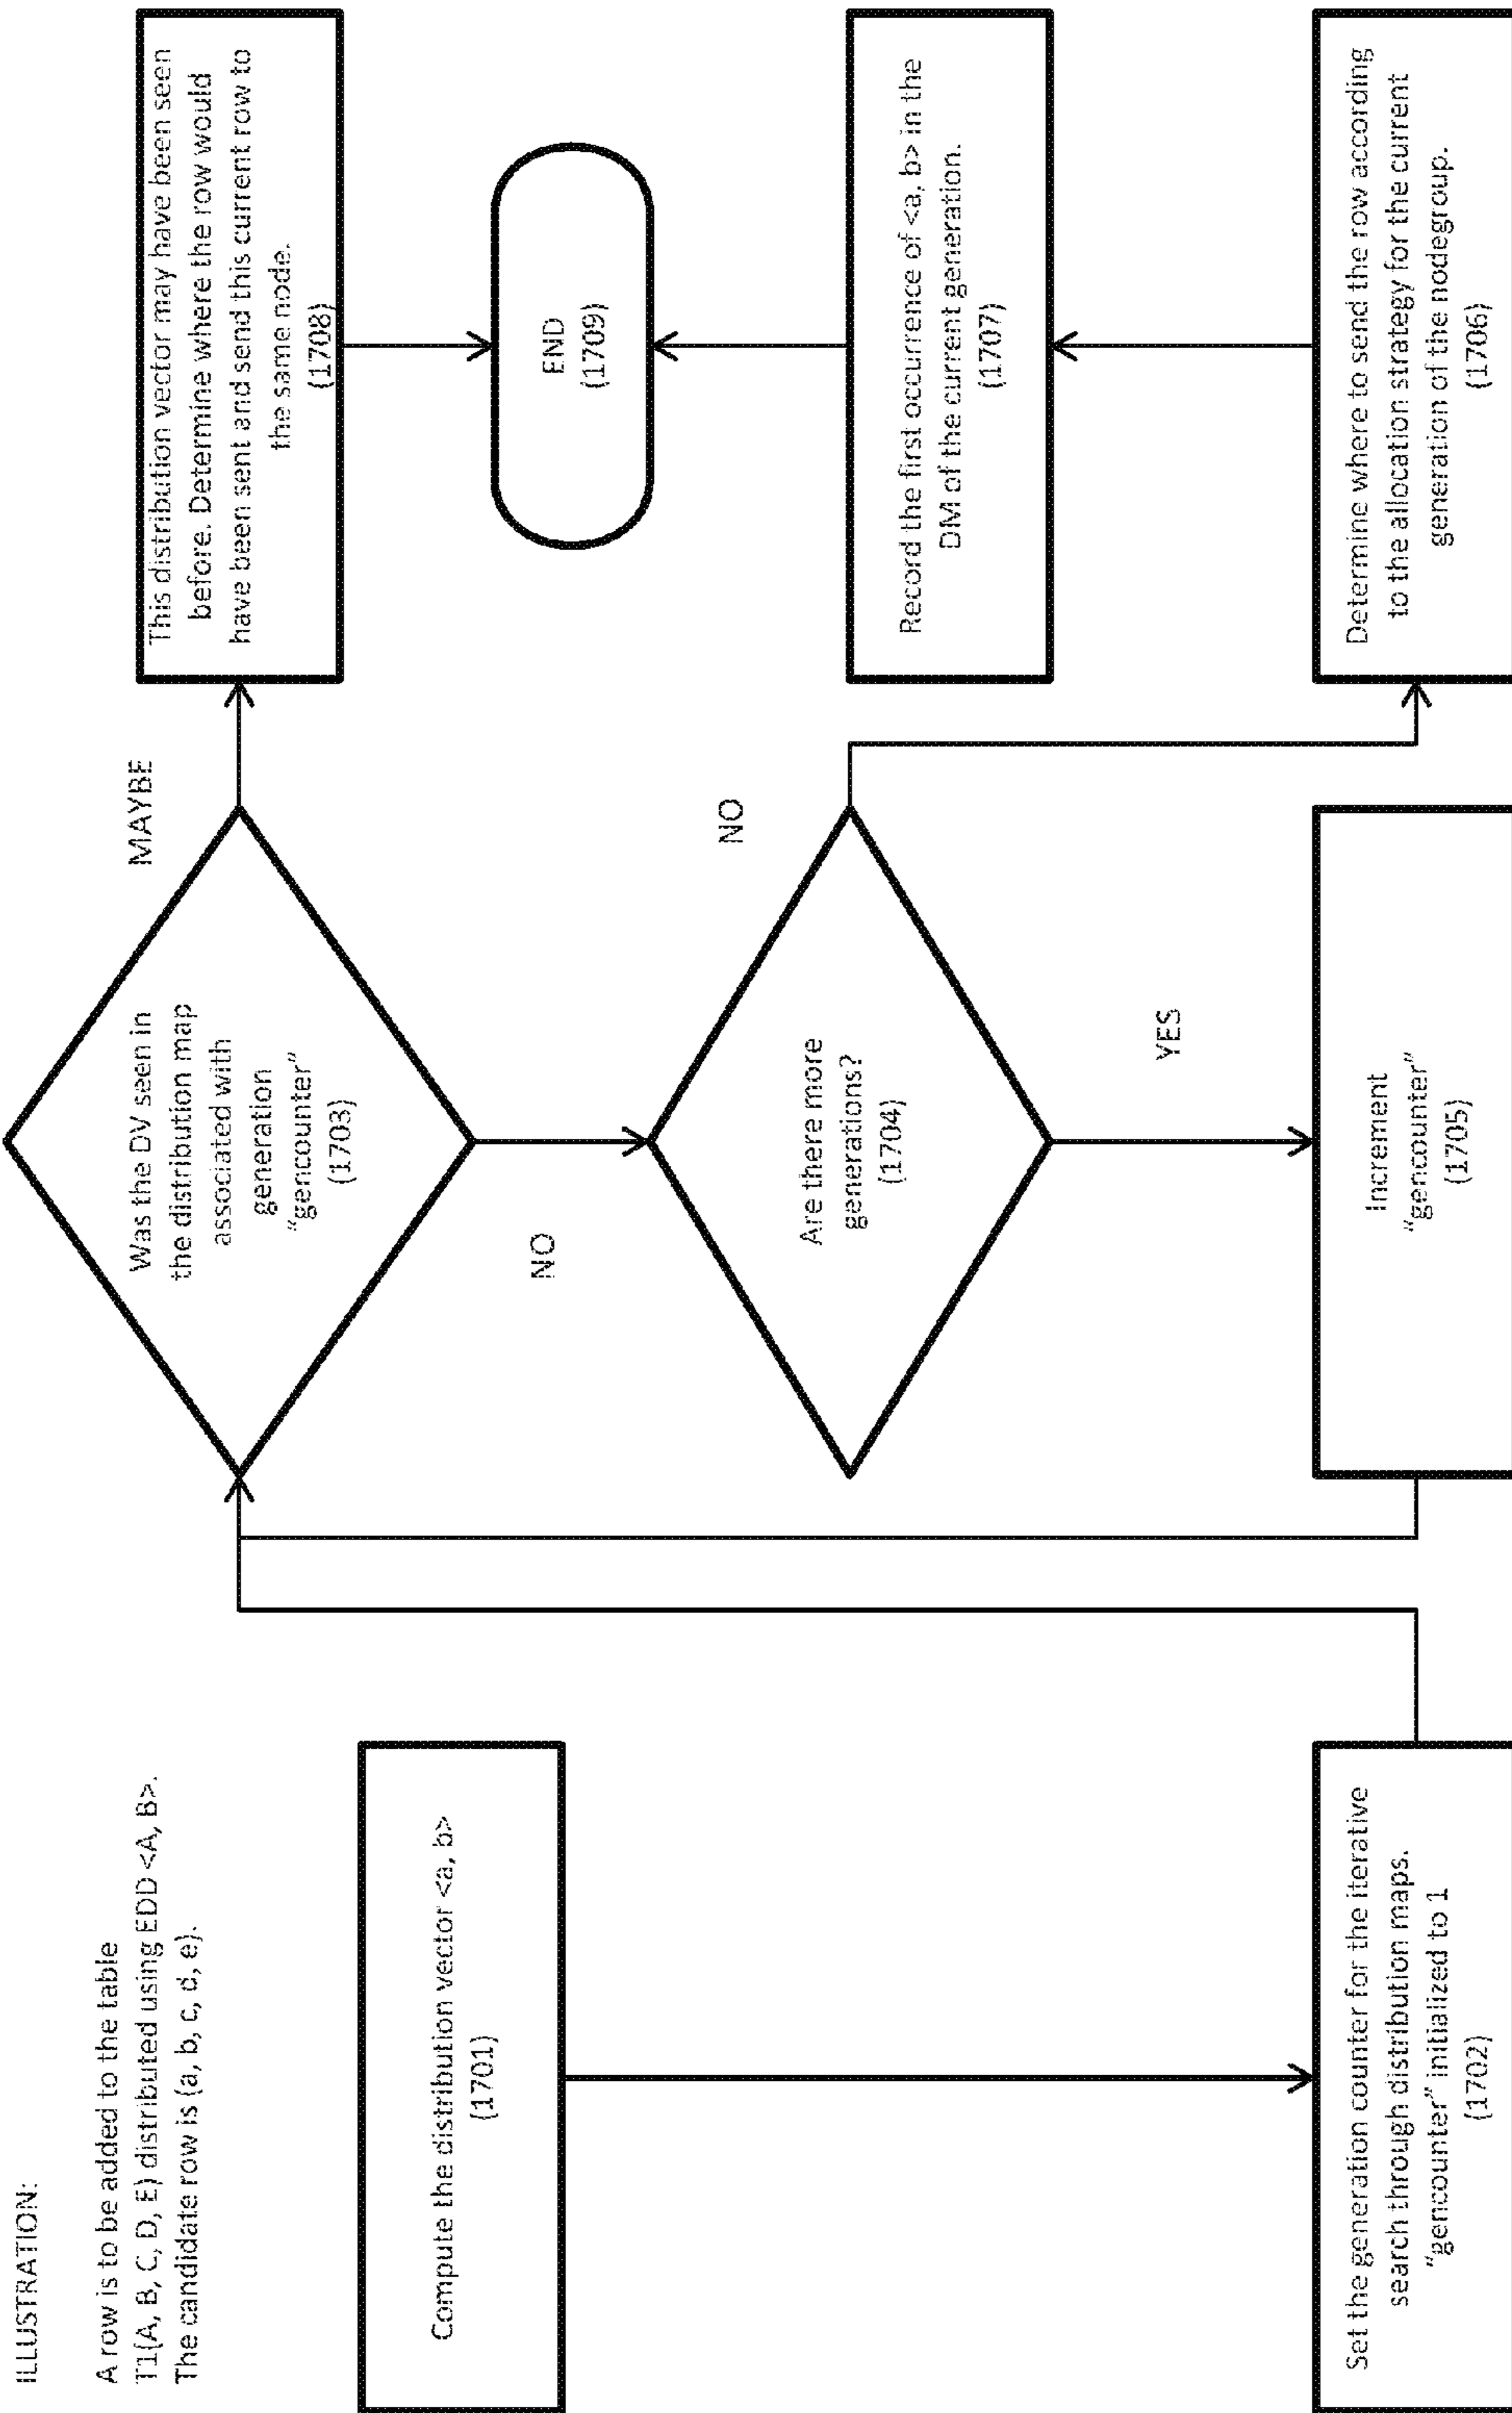 ILLUSTRATION:
A row is to be added to the table
T1(A, B, C, D, E) distributed using EDD <A, B>.
The candidate row is (a, b, c, d, e).
Compute the distribution vector <a, b>
(1701)
Set the generation counter for the iterative
search through distribution maps.
"gencounter" initialized to 1
(1702)
Was the DV seen in
the distribution map
associated with
generation
"gencounter"
(1703)
MAYBE
NO
Are there more
generations?
(1704)
NO
YES
Increment
"gencounter"
(1705)
This distribution vector may have been seen
before. Determine where the row would
have been sent and send this current row to
the same node.
(1708)
END
(1709)
Record the first occurrence of <a, b> in the
DM of the current generation.
(1707)
Determine where to send the row according
to the allocation strategy for the current
generation of the nodegroup.
(1706)